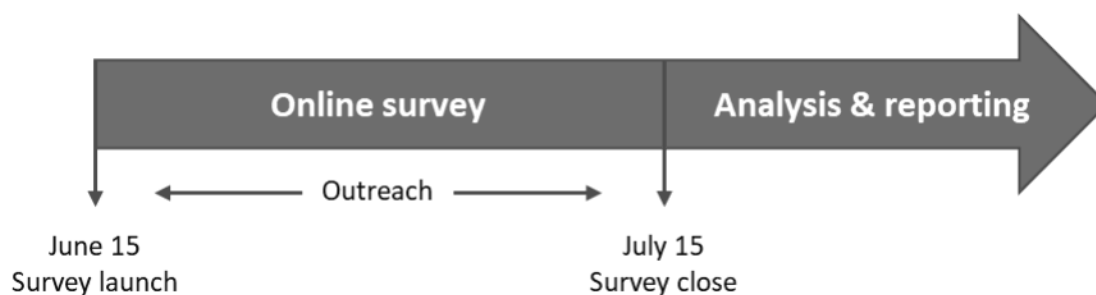 Online survey
Analysis & reporting
Outreach
June 15
Survey launch
July 15
Survey close